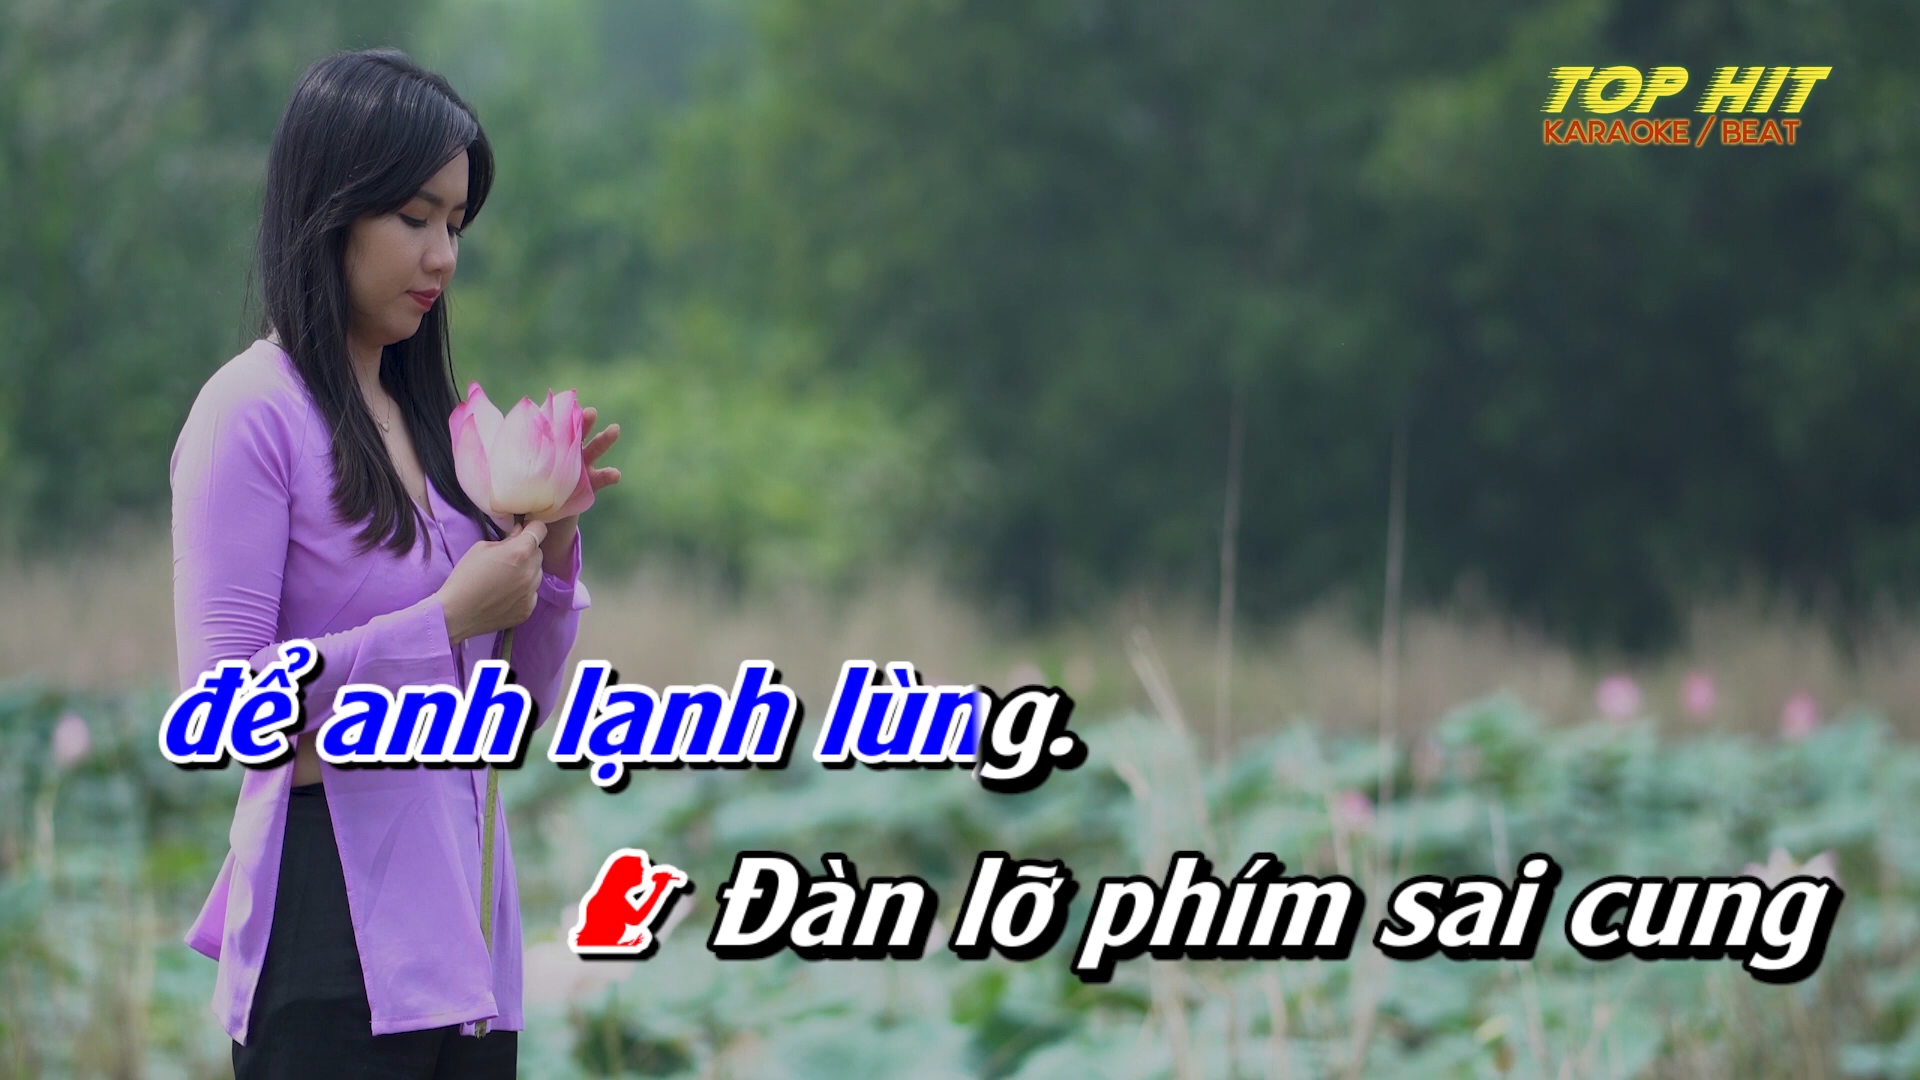 TOP HIT
KARAOKE / BEAT
để anh lạnh lùng.
Đàn lỡ phím sai cung